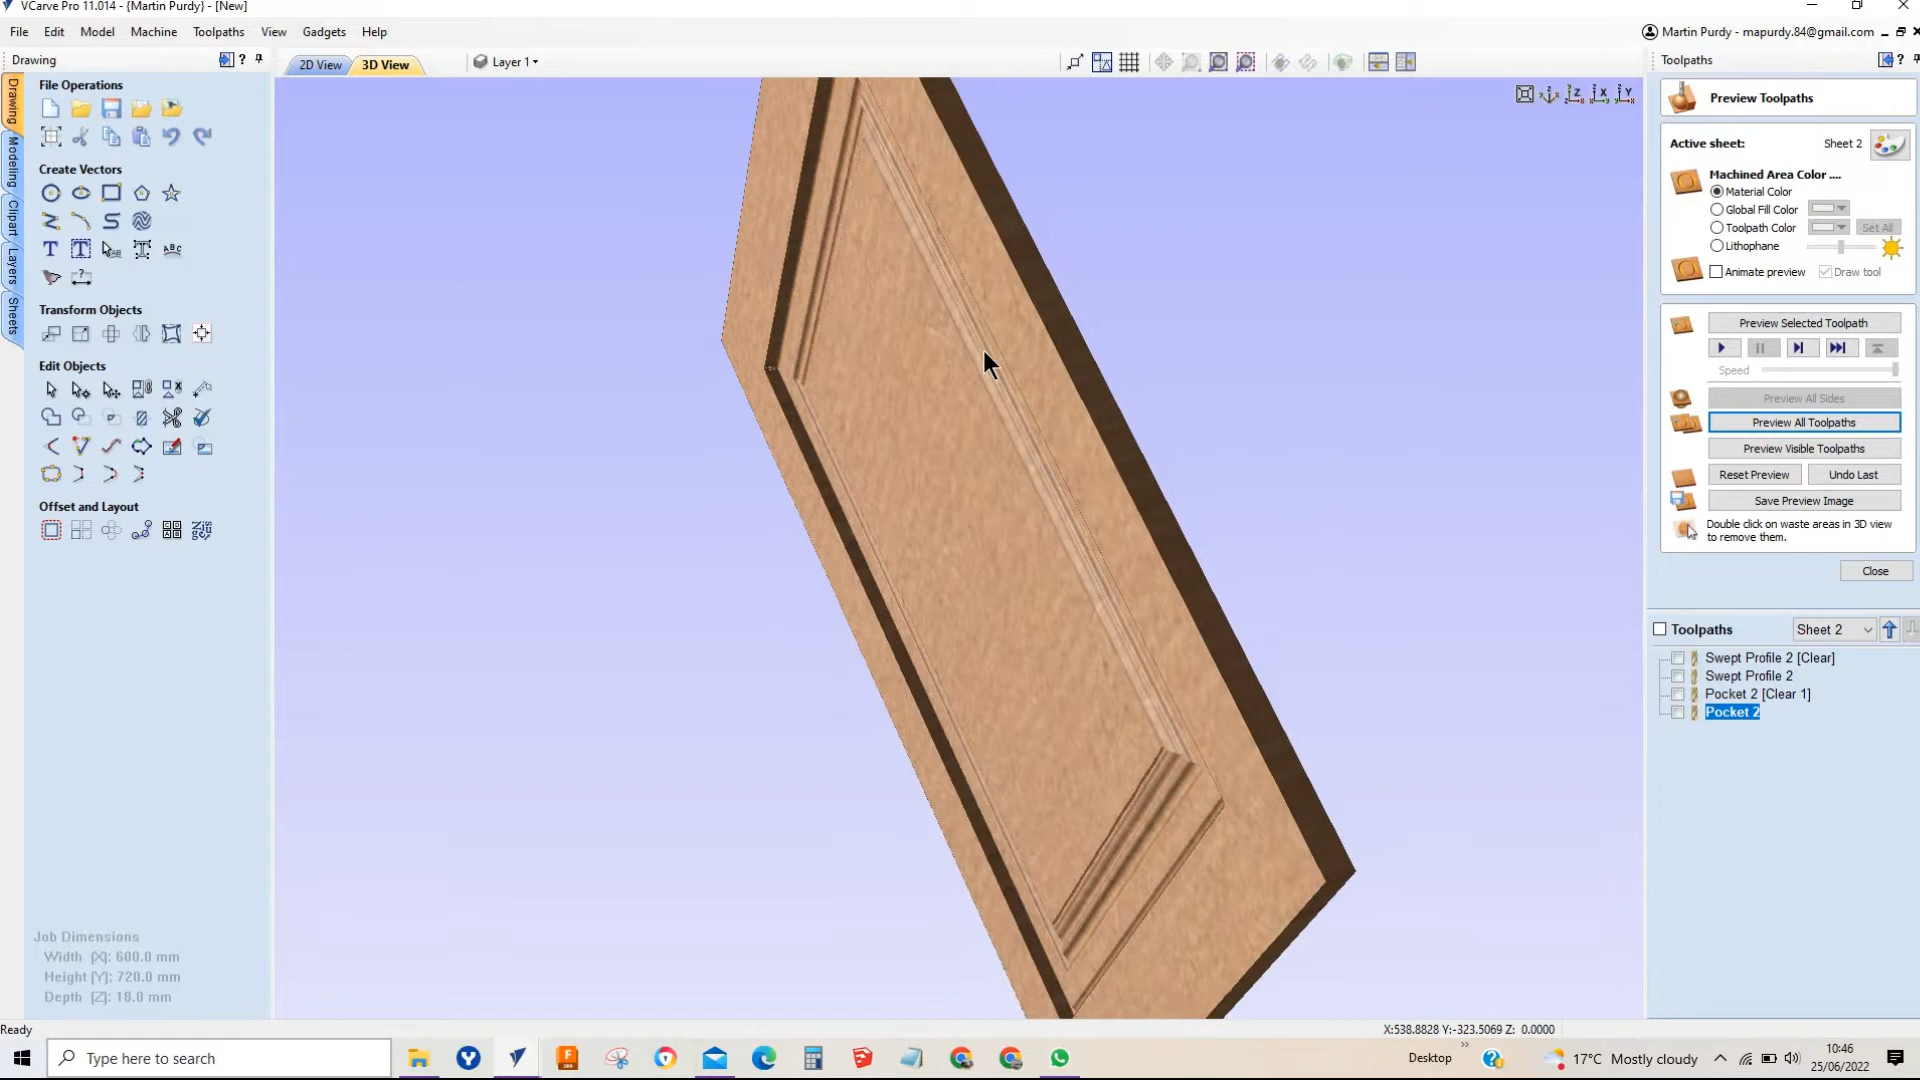 VCarve Pro 11.014 - {Martin Purdy} - [New]
File Edit Model Machine Toolpaths View Gadgets Help
Martin Purdy - mapurdy.84@gmail.com
Drawing
2D View
3D View
Layer 1
Toolpaths
Drawing
Modeling
Clipart
Layers
Sheets
File Operations
Create Vectors
Transform Objects
Edit Objects
Offset and Layout
Job Dimensions
Width (X): 600.0 mm
Height (Y): 720.0 mm
Depth (Z): 18.0 mm
Preview Toolpaths
Active sheet: Sheet 2
Machined Area Color ....
Material Color
Global Fill Color
Toolpath Color Set All
Lithophane
Animate preview Draw tool
Preview Selected Toolpath
Speed
Preview All Sides
Preview All Toolpaths
Preview Visible Toolpaths
Reset Preview Undo Last
Save Preview Image
Double click on waste areas in 3D view
to remove them.
Close
Toolpaths Sheet 2
Swept Profile 2 [Clear]
Swept Profile 2
Pocket 2 [Clear 1]
Pocket 2
Ready
X:538.8828 Y:-323.5069 Z: 0.0000
Type here to search
Desktop
17°C Mostly cloudy
10:46
25/06/2022